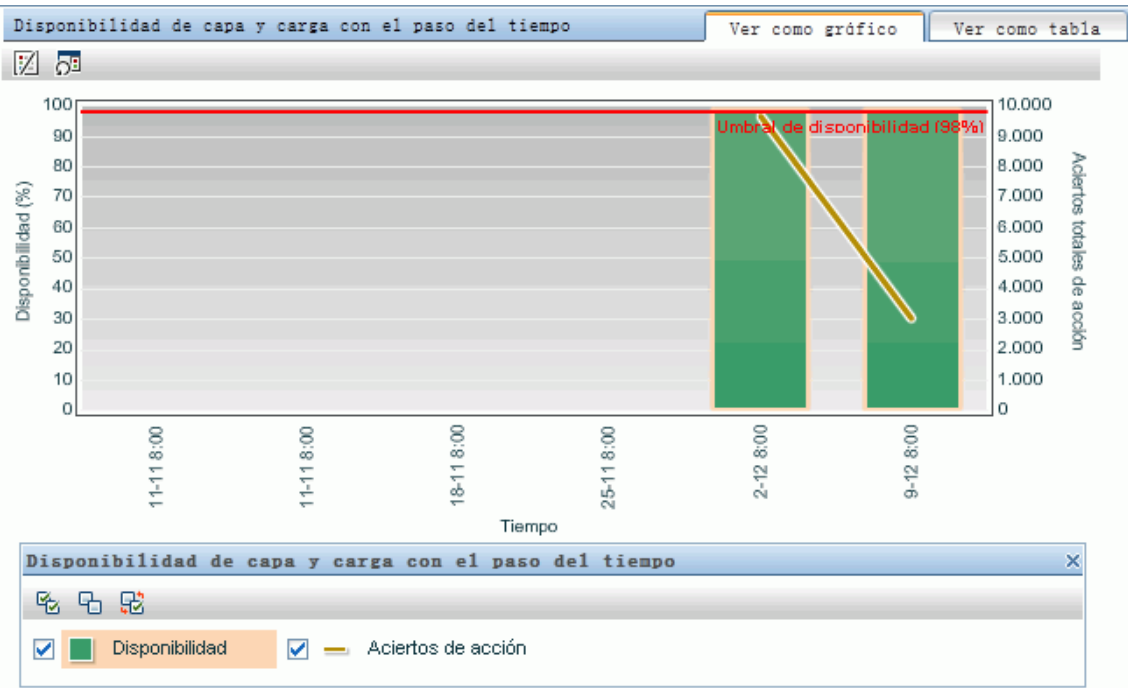 Disponibilidad de capa y carga con el paso del tiempo
Ver como gráfico
Ver como tabla
100
90
80
70
60
50
40
30
20
10
0
Disponibilidad (%)
Umbral de disponibilidad (98%)
10.000
9.000
8.000
7.000
6.000
5.000
4.000
3.000
2.000
1.000
0
Aciertos totales de acción
11-11 8:00
11-11 8:00
18-11 8:00
25-11 8:00
2-12 8:00
9-12 8:00
Tiempo
Disponibilidad de capa y carga con el paso del tiempo
Disponibilidad
Aciertos de acción